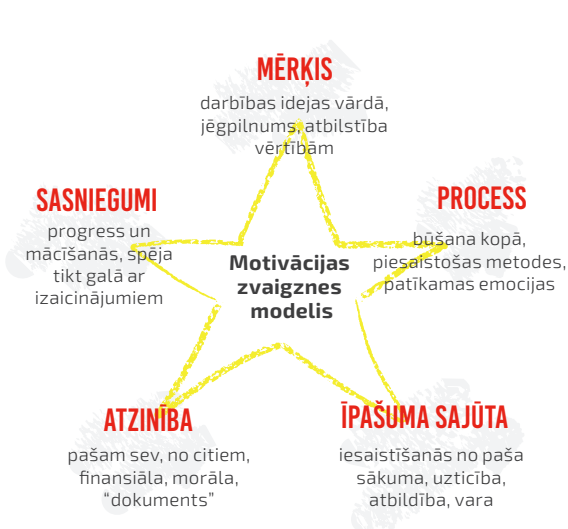 MĒRĶIS
darbības idejas vārdā,
jēgpilnums, atbilstība
vērtībām
SASNIEGUMI
progress un
mācīšanās, spēja
tikt galā ar
izaicinājumiem
PROCESS
būšana kopā,
piesaistošas metodes,
patīkamas emocijas
Motivācijas
zvaigznes
modelis
ATZINĪBA
pašam sev, no citiem,
finansiāla, morāla,
“dokuments”
ĪPAŠUMA SAJŪTA
iesaistīšanās no paša
sākuma, uzticība,
atbildība, vara